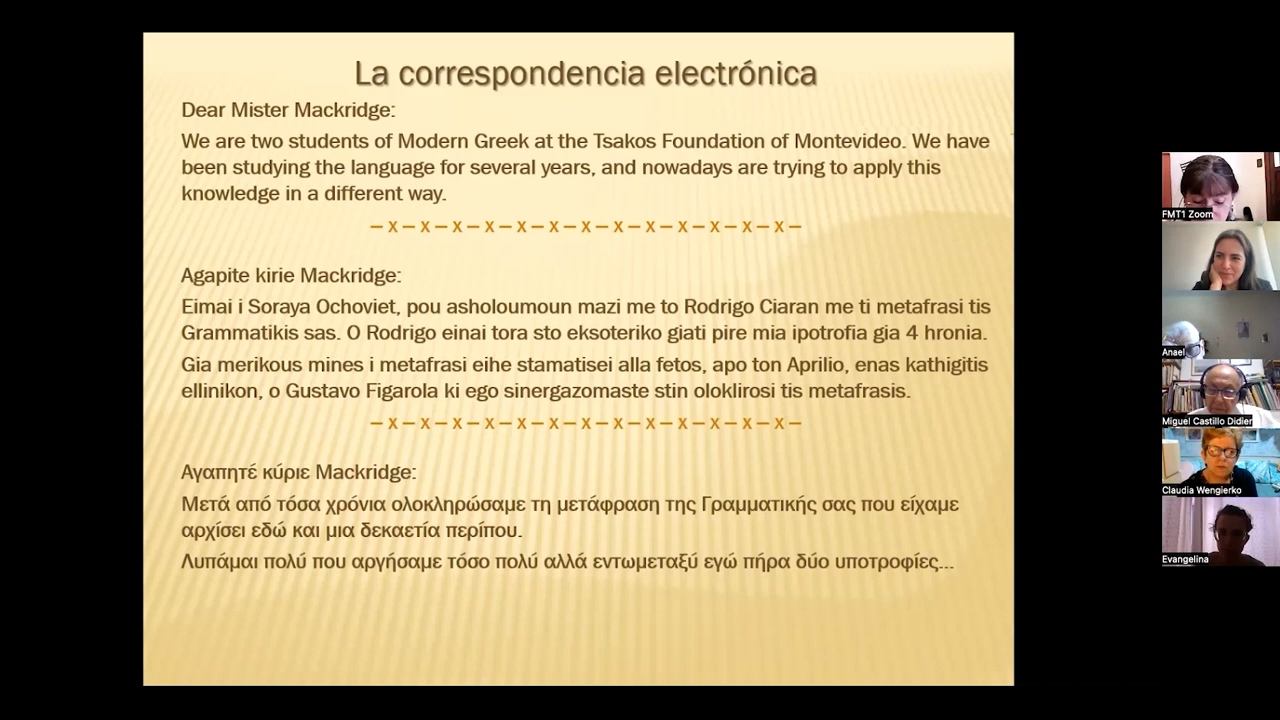 La correspondencia electrónica
Dear Mister Mackridge:
We are two students of Modern Greek at the Tsakos Foundation of Montevideo. We have
been studying the language for several years, and nowadays are trying to apply this
knowledge in a different way.
– x – x – x – x – x – x – x – x – x – x – x – x – x –
Agapite kirie Mackridge:
Eimai i Soraya Ochoviet, pou asholoumoun mazi me to Rodrigo Ciaran me ti metafrasi tis
Grammatikis sas. O Rodrigo einai tora sto eksoteriko giati pire mia ipotrofia gia 4 hronia.
Gia merikous mines i metafrasi eihe stamatisei alla fetos, apo ton Aprilio, enas kathigitis
ellinikon, o Gustavo Figarola ki ego sinergazomaste stin oloklirosi tis metafrasis.
– x – x – x – x – x – x – x – x – x – x – x – x – x –
Αγαπητέ κύριε Mackridge:
Μετά από τόσα χρόνια ολοκληρώσαμε τη μετάφραση της Γραμματικής σας που είχαμε
αρχίσει εδώ και μια δεκαετία περίπου.
Λυπάμαι πολύ που αργήσαμε τόσο πολύ αλλά εντωμεταξύ εγώ πήρα δύο υποτροφίες...
FMT1 Zoom
Anael
Miguel Castillo Didier
Claudia Wengierko
Evangelina